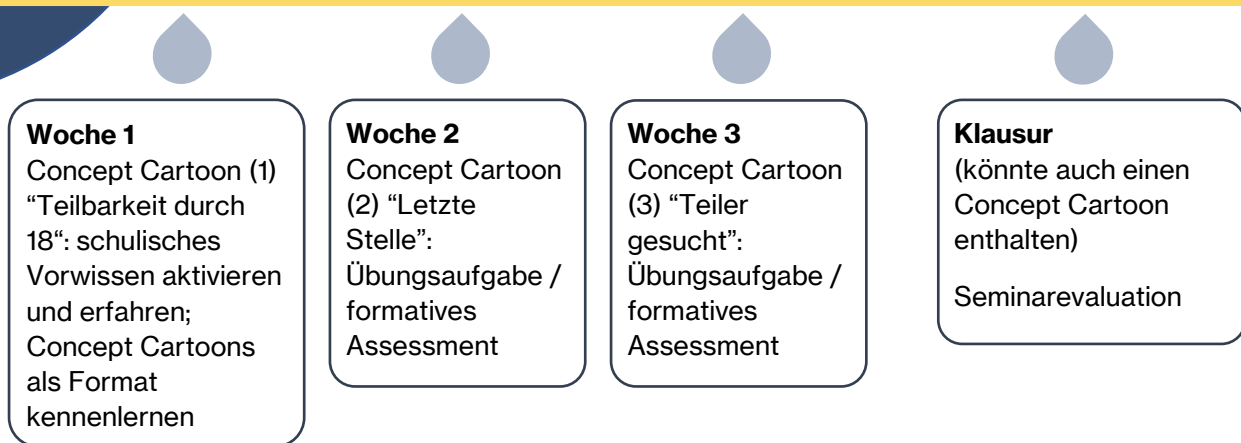 Woche 1
Concept Cartoon (1)
“Teilbarkeit durch
18“: schulisches
Vorwissen aktivieren
und erfahren;
Concept Cartoons
als Format
kennenlernen
Woche 2
Concept Cartoon
(2) “Letzte
Stelle”:
Übungsaufgabe /
formatives
Assessment
Woche 3
Concept Cartoon
(3) “Teiler
gesucht”:
Übungsaufgabe /
formatives
Assessment
Klausur
(könnte auch einen
Concept Cartoon
enthalten)
Seminarevaluation